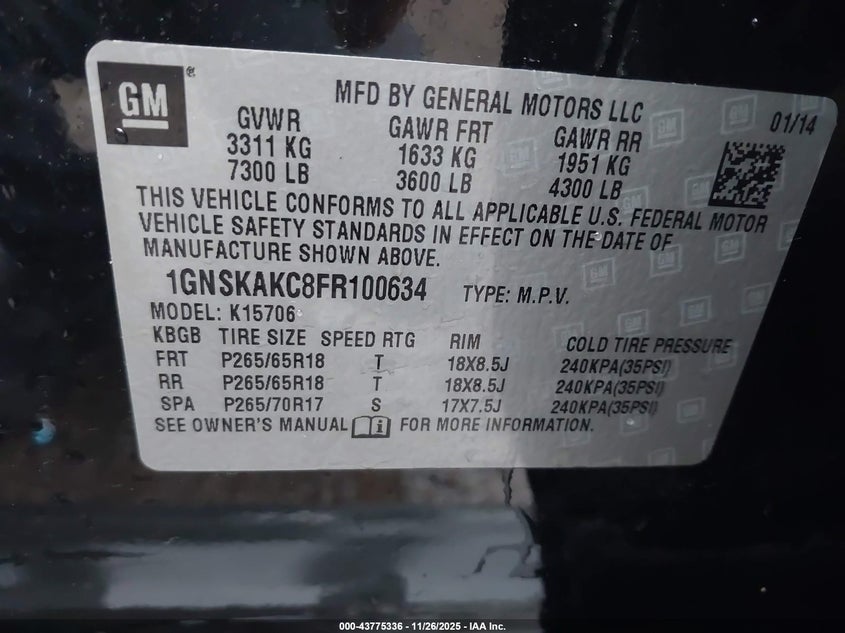 GM
MFD BY GENERAL MOTORS LLC
01/14
GVWR GAWR FRT GAWR RR
3311 KG 1633 KG 1951 KG
7300 LB 3600 LB 4300 LB
THIS VEHICLE CONFORMS TO ALL APPLICABLE U.S. FEDERAL MOTOR
VEHICLE SAFETY STANDARDS IN EFFECT ON THE DATE OF
MANUFACTURE SHOWN ABOVE.
1GNSKAKC8FR100634 TYPE: M.P.V.
MODEL: K15706
KBGB TIRE SIZE SPEED RTG RIM COLD TIRE PRESSURE
FRT P265/65R18 T 18X8.5J 240KPA(35PSI)
RR P265/65R18 T 18X8.5J 240KPA(35PSI)
SPA P265/70R17 S 17X7.5J 240KPA(35PSI)
SEE OWNER'S MANUAL FOR MORE INFORMATION.
000-43775336 - 11/26/2025 - IAA Inc.